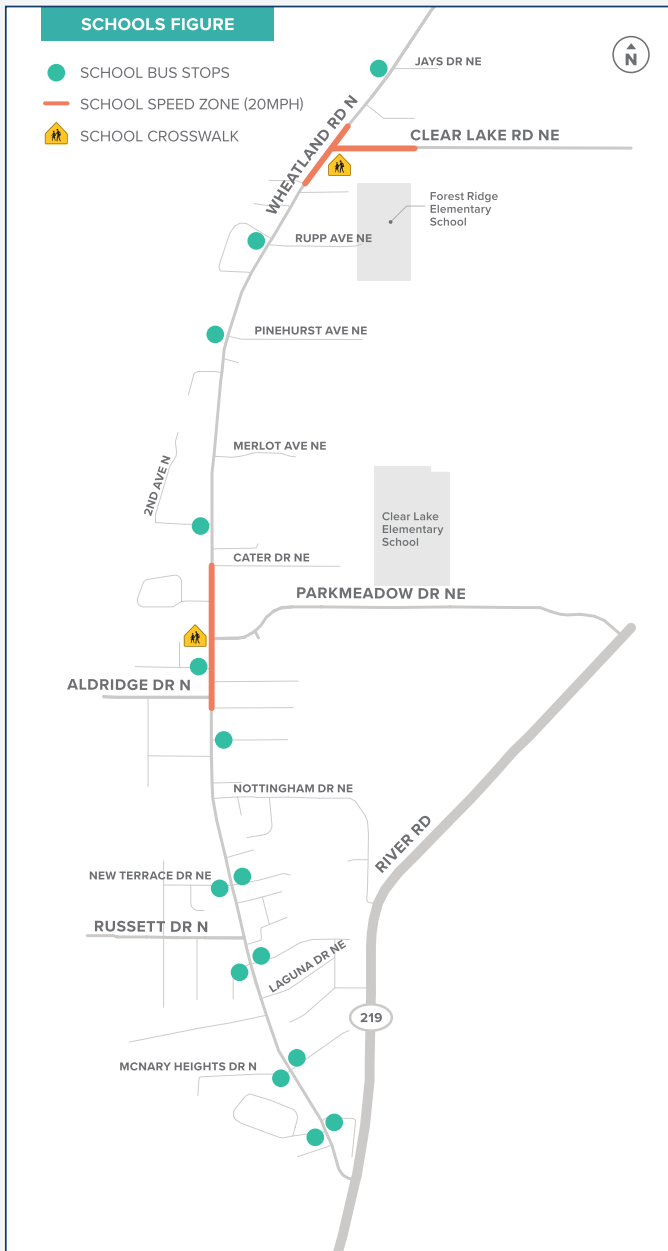 SCHOOLS FIGURE
SCHOOL BUS STOPS
SCHOOL SPEED ZONE (20MPH)
SCHOOL CROSSWALK
N
JAYS DR NE
WHEATLAND RD N
CLEAR LAKE RD NE
Forest Ridge
Elementary
School
RUPP AVE NE
PINEHURST AVE NE
MERLOT AVE NE
2ND AVE N
Clear Lake
Elementary
School
CATER DR NE
PARKMEADOW DR NE
ALDRIDGE DR N
NOTTINGHAM DR NE
RIVER RD
NEW TERRACE DR NE
RUSSETT DR N
LAGUNA DR NE
219
MCNARY HEIGHTS DR N